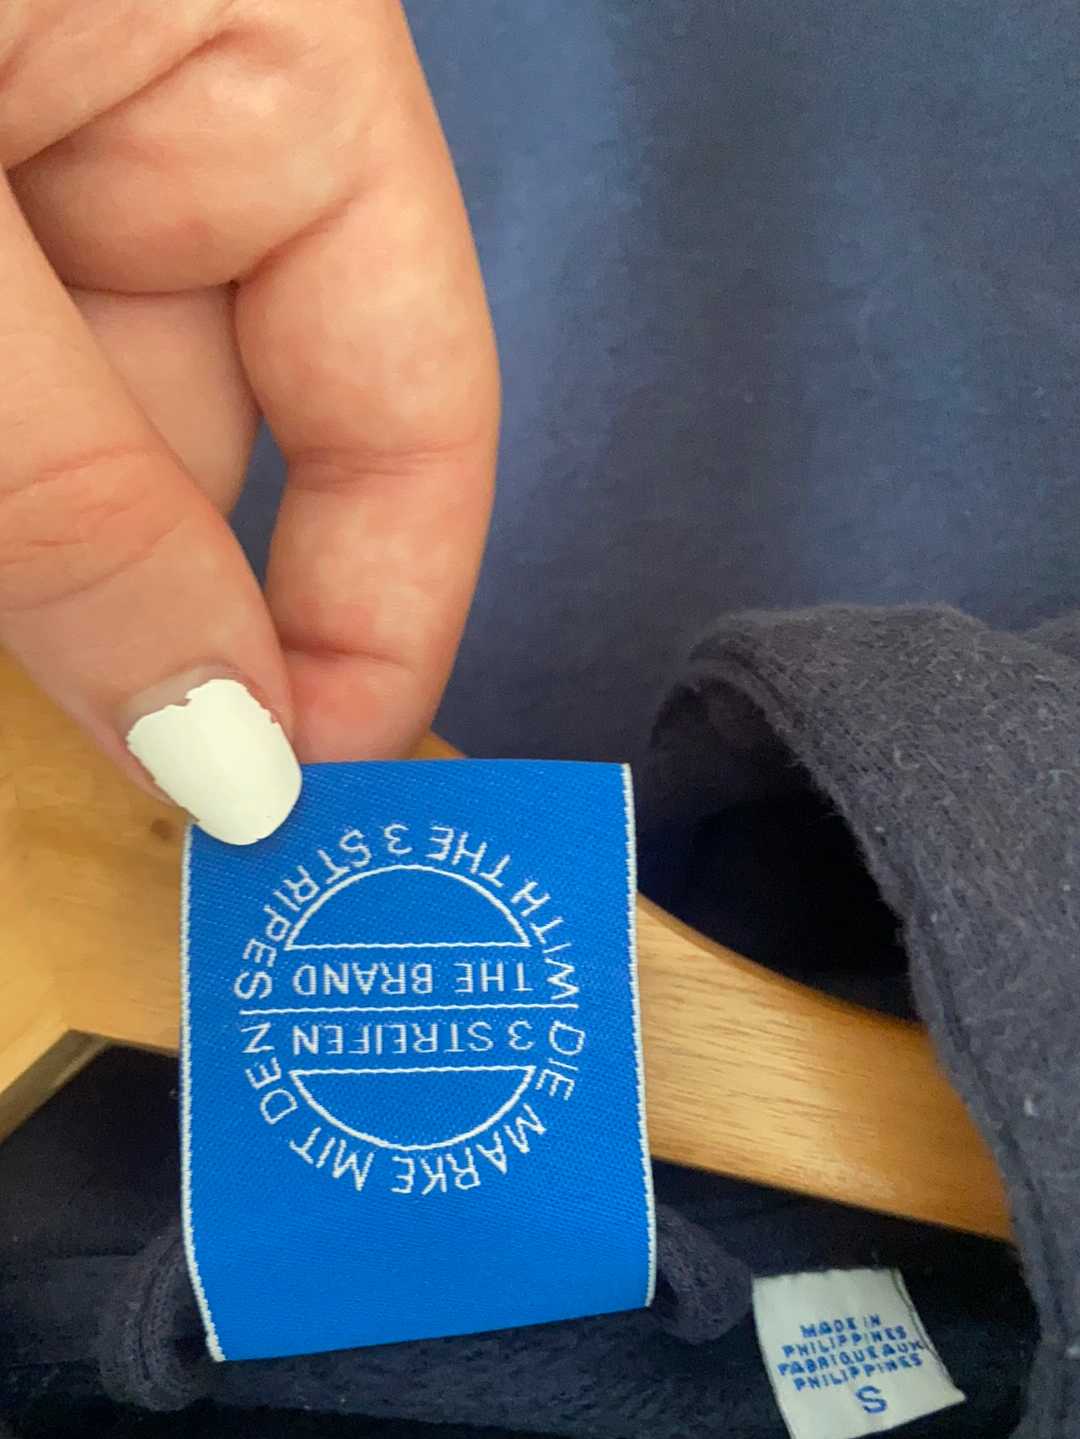 DIE MARKE MIT DEN
3 STREIFEN
THE BRAND
WITH THE 3 STRIPES
MADE IN
PHILIPPINES
FABRIQUE AUX
PHILIPPINES
S